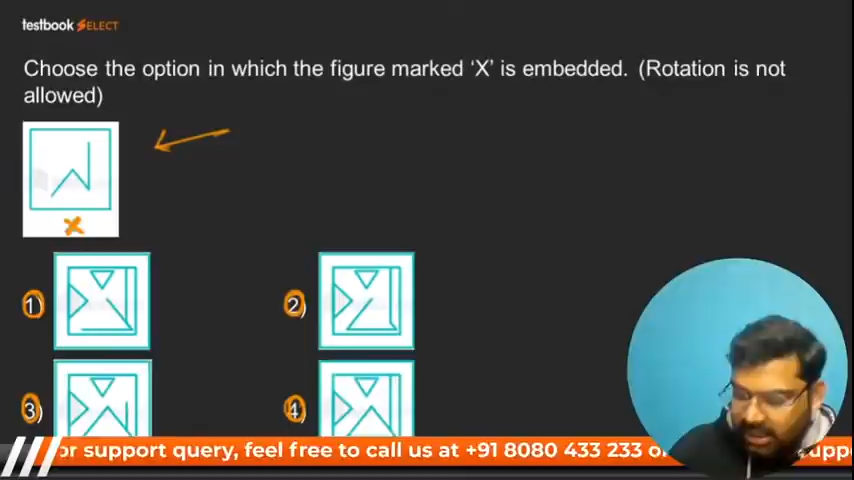 testbook SELECT
Choose the option in which the figure marked ‘X’ is embedded. (Rotation is not
allowed)
X
1)
2)
3)
4)
or support query, feel free to call us at +91 8080 433 233 o